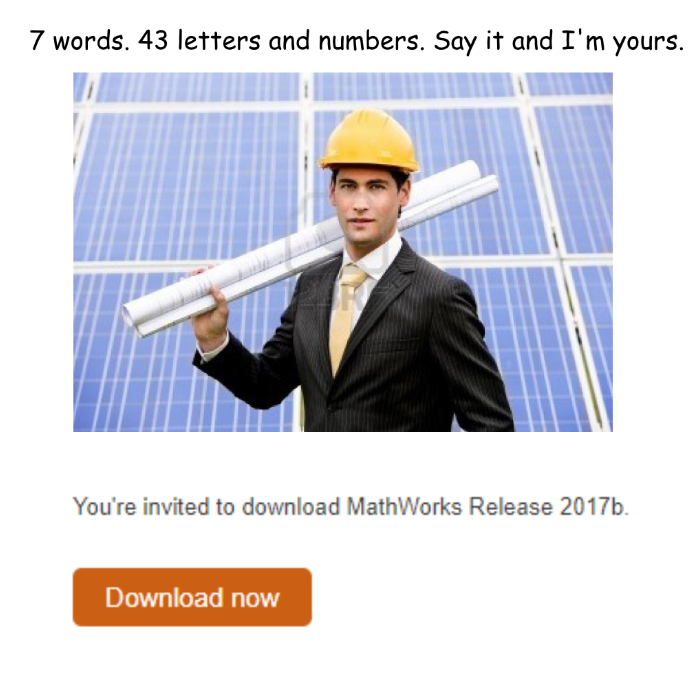 7 words. 43 letters and numbers. Say it and I'm yours.
You're invited to download MathWorks Release 2017b.
Download now